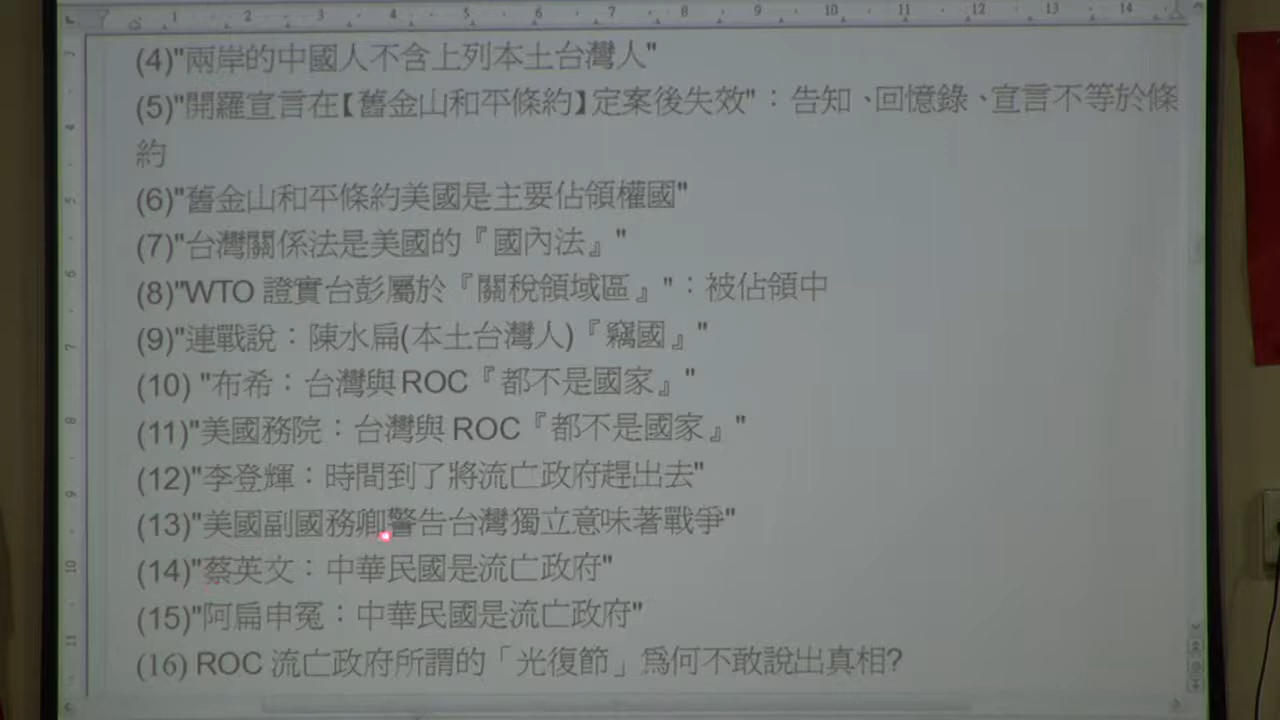 (4)"兩岸的中國人不含上列本土台灣人"
(5)"開羅宣言在【舊金山和平條約】定案後失效"：告知、回憶錄、宣言不等於條
約
(6)"舊金山和平條約美國是主要佔領權國"
(7)"台灣關係法是美國的『國內法』"
(8)"WTO 證實台彭屬於『關稅領域區』"：被佔領中
(9)"連戰說：陳水扁(本土台灣人)『竊國』"
(10) "布希：台灣與 ROC『都不是國家』"
(11)"美國務院：台灣與 ROC『都不是國家』"
(12)"李登輝：時間到了將流亡政府趕出去"
(13)"美國副國務卿警告台灣獨立意味著戰爭"
(14)"蔡英文：中華民國是流亡政府"
(15)"阿扁申冤：中華民國是流亡政府"
(16) ROC 流亡政府所謂的「光復節」為何不敢說出真相?